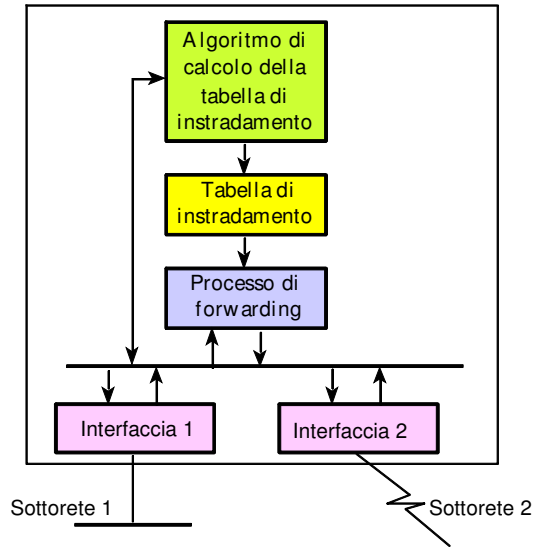 Algoritmo di
calcolo della
tabella di
instradamento
Tabella di
instradamento
Processo di
forwarding
Interfaccia 1
Interfaccia 2
Sottorete 1
Sottorete 2